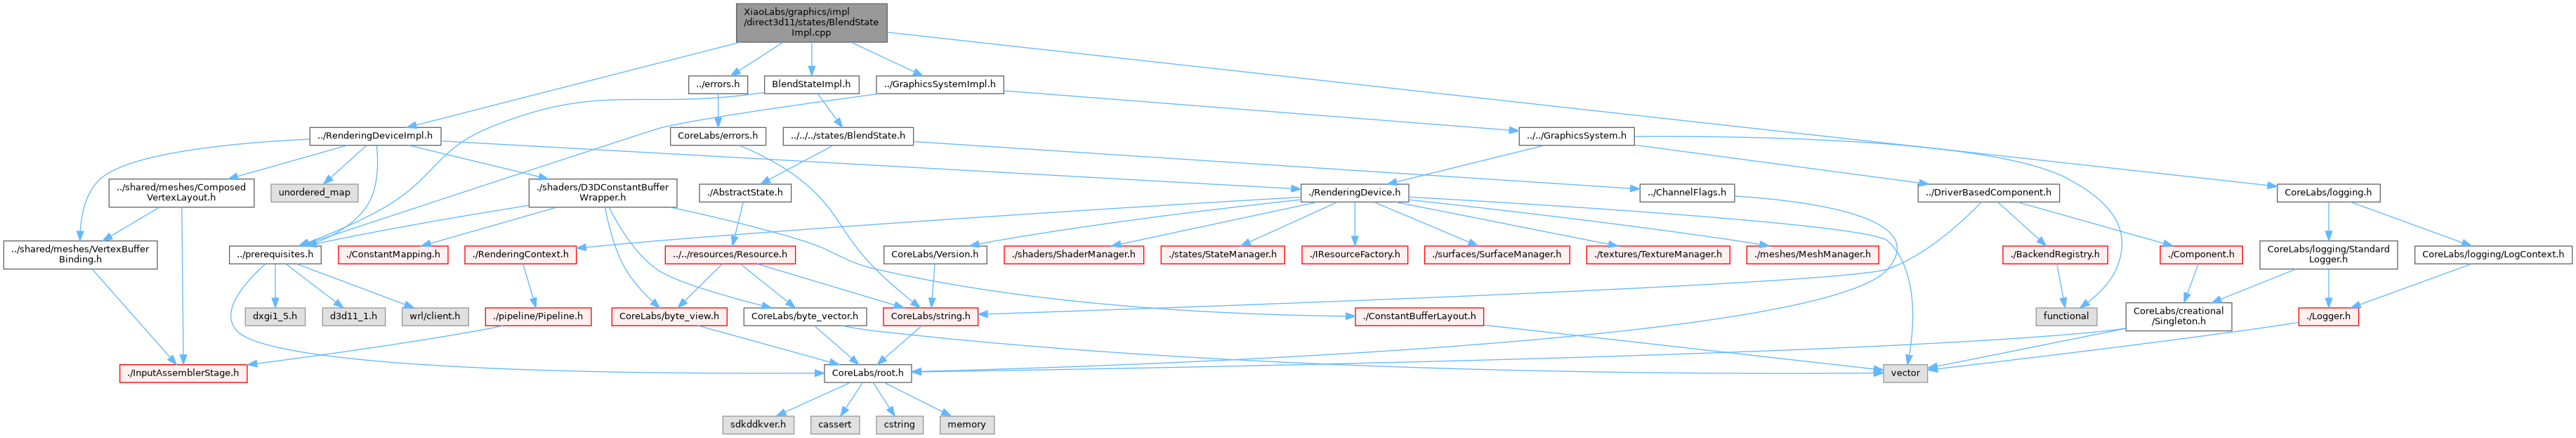 XiaoLabs/graphics/impl
/direct3d11/states/BlendState
Impl.cpp
../errors.h
BlendStateImpl.h
../GraphicsSystemImpl.h
../RenderingDeviceImpl.h
CoreLabs/errors.h
../../../states/BlendState.h
../../GraphicsSystem.h
../shared/meshes/Composed
VertexLayout.h
unordered_map
./shaders/D3DConstantBuffer
Wrapper.h
./AbstractState.h
./RenderingDevice.h
../ChannelFlags.h
../DriverBasedComponent.h
CoreLabs/logging.h
../shared/meshes/VertexBuffer
Binding.h
../prerequisites.h
./ConstantMapping.h
./RenderingContext.h
../../resources/Resource.h
CoreLabs/Version.h
./shaders/ShaderManager.h
./states/StateManager.h
./IResourceFactory.h
./surfaces/SurfaceManager.h
./textures/TextureManager.h
./meshes/MeshManager.h
./BackendRegistry.h
./Component.h
CoreLabs/logging/Standard
Logger.h
CoreLabs/logging/LogContext.h
dxgi1_5.h
d3d11_1.h
wrl/client.h
./pipeline/Pipeline.h
CoreLabs/byte_view.h
CoreLabs/byte_vector.h
CoreLabs/string.h
./ConstantBufferLayout.h
functional
CoreLabs/creational
/Singleton.h
./Logger.h
./InputAssemblerStage.h
CoreLabs/root.h
vector
sdkddkver.h
cassert
cstring
memory